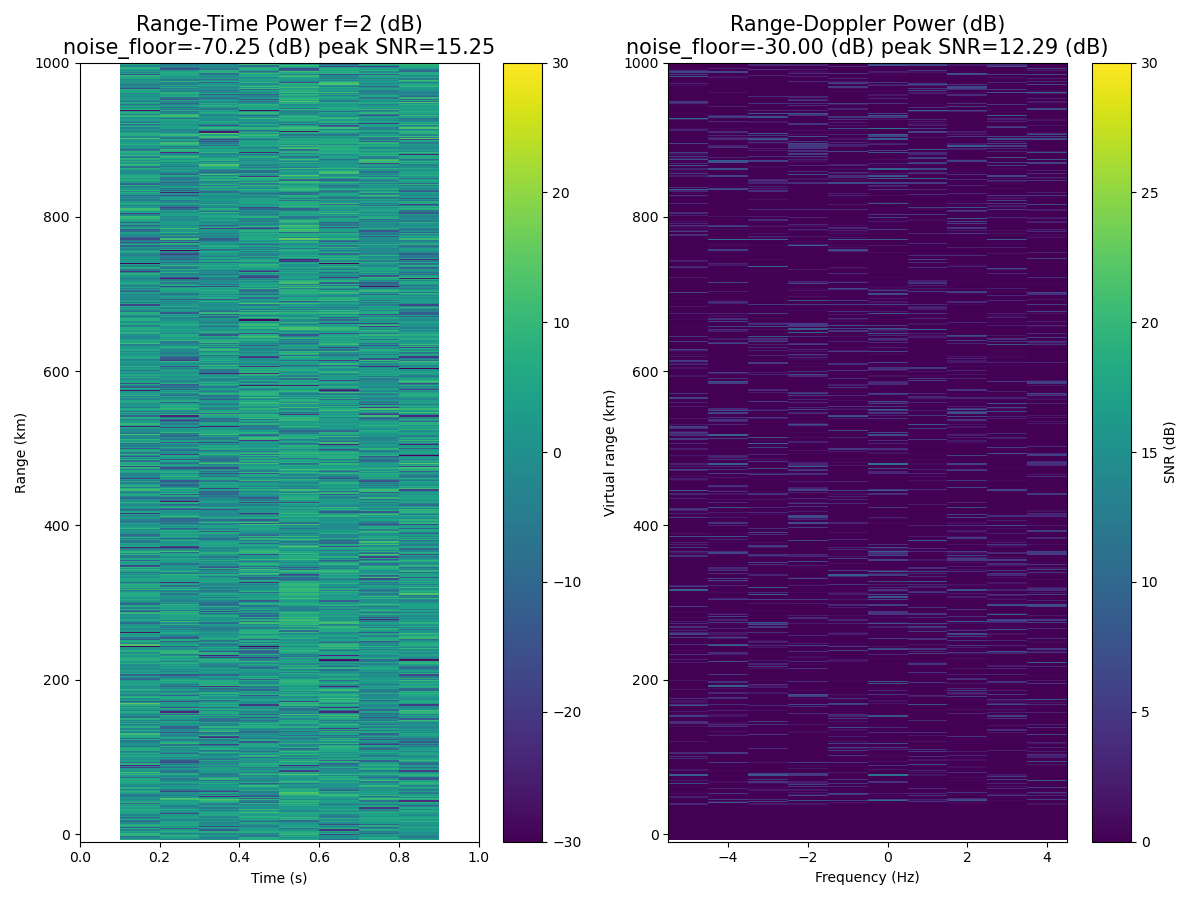 Range-Time Power f=2 (dB)
noise_floor=-70.25 (dB) peak SNR=15.25
Range (km)
1000
800
600
400
200
0
0.0 0.2 0.4 0.6 0.8 1.0
Time (s)
30
20
10
0
−10
−20
−30
Range-Doppler Power (dB)
noise_floor=-30.00 (dB) peak SNR=12.29 (dB)
Virtual range (km)
1000
800
600
400
200
0
−4 −2 0 2 4
Frequency (Hz)
30
25
20
15
10
5
0
SNR (dB)